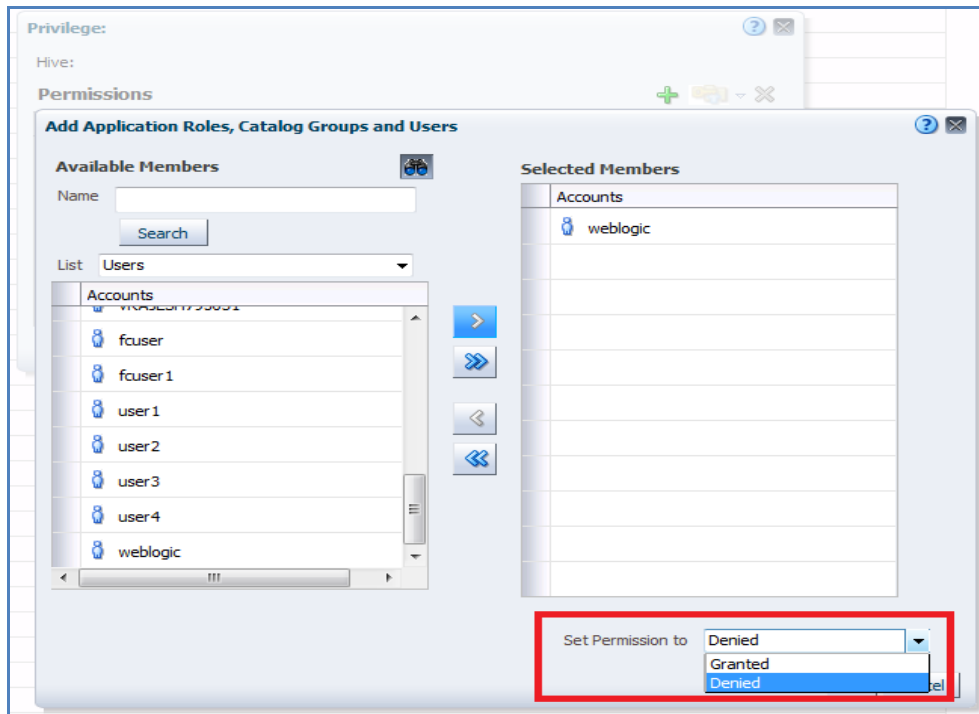 Privilege:
Hive:
Permissions
Add Application Roles, Catalog Groups and Users
Available Members
Name
Search
List Users
Accounts
fcuser
fcuser1
user1
user2
user3
user4
weblogic
Selected Members
Accounts
weblogic
Set Permission to Denied
Granted
Denied